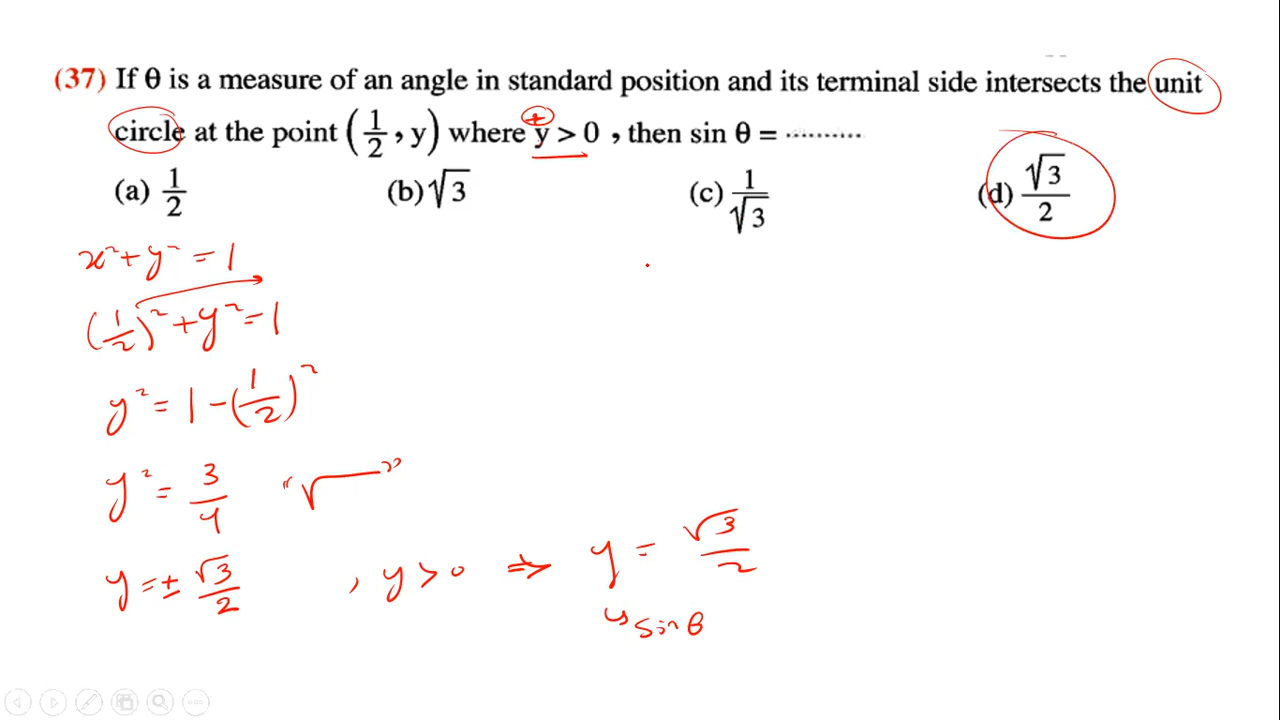 (37) If θ is a measure of an angle in standard position and its terminal side intersects the unit
circle at the point (1/2 , y) where y > 0 , then sin θ = ...........
+
(a) 1/2 (b) √3 (c) 1/√3 (d) √3/2
x² + y² = 1
(1/2)² + y² = 1
y² = 1 - (1/2)²
y² = 3/4 "√‾"
y = ± √3/2 , y > 0 ⇒ y = √3/2
↳ sin θ